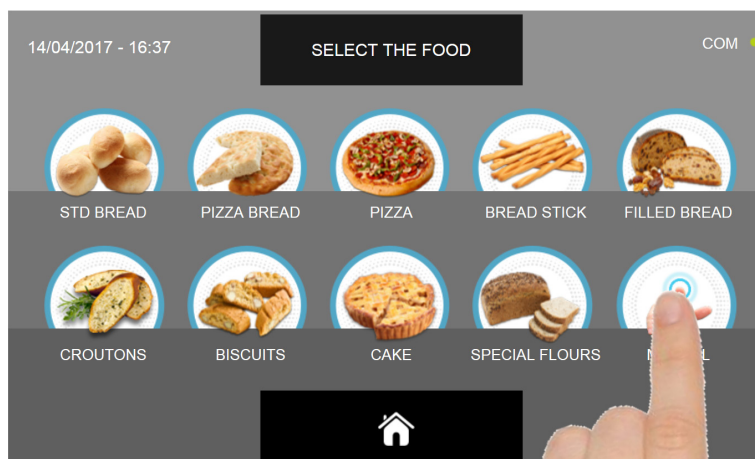 14/04/2017 - 16:37
SELECT THE FOOD
COM
STD BREAD
PIZZA BREAD
PIZZA
BREAD STICK
FILLED BREAD
CROUTONS
BISCUITS
CAKE
SPECIAL FLOURS